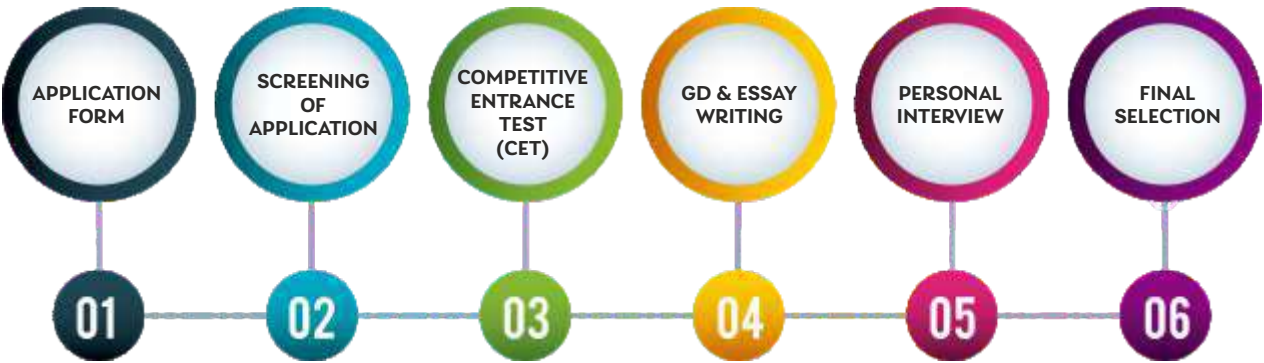 APPLICATION
FORM
SCREENING
OF
APPLICATION
COMPETITIVE
ENTRANCE
TEST
(CET)
GD & ESSAY
WRITING
PERSONAL
INTERVIEW
FINAL
SELECTION
01
02
03
04
05
06